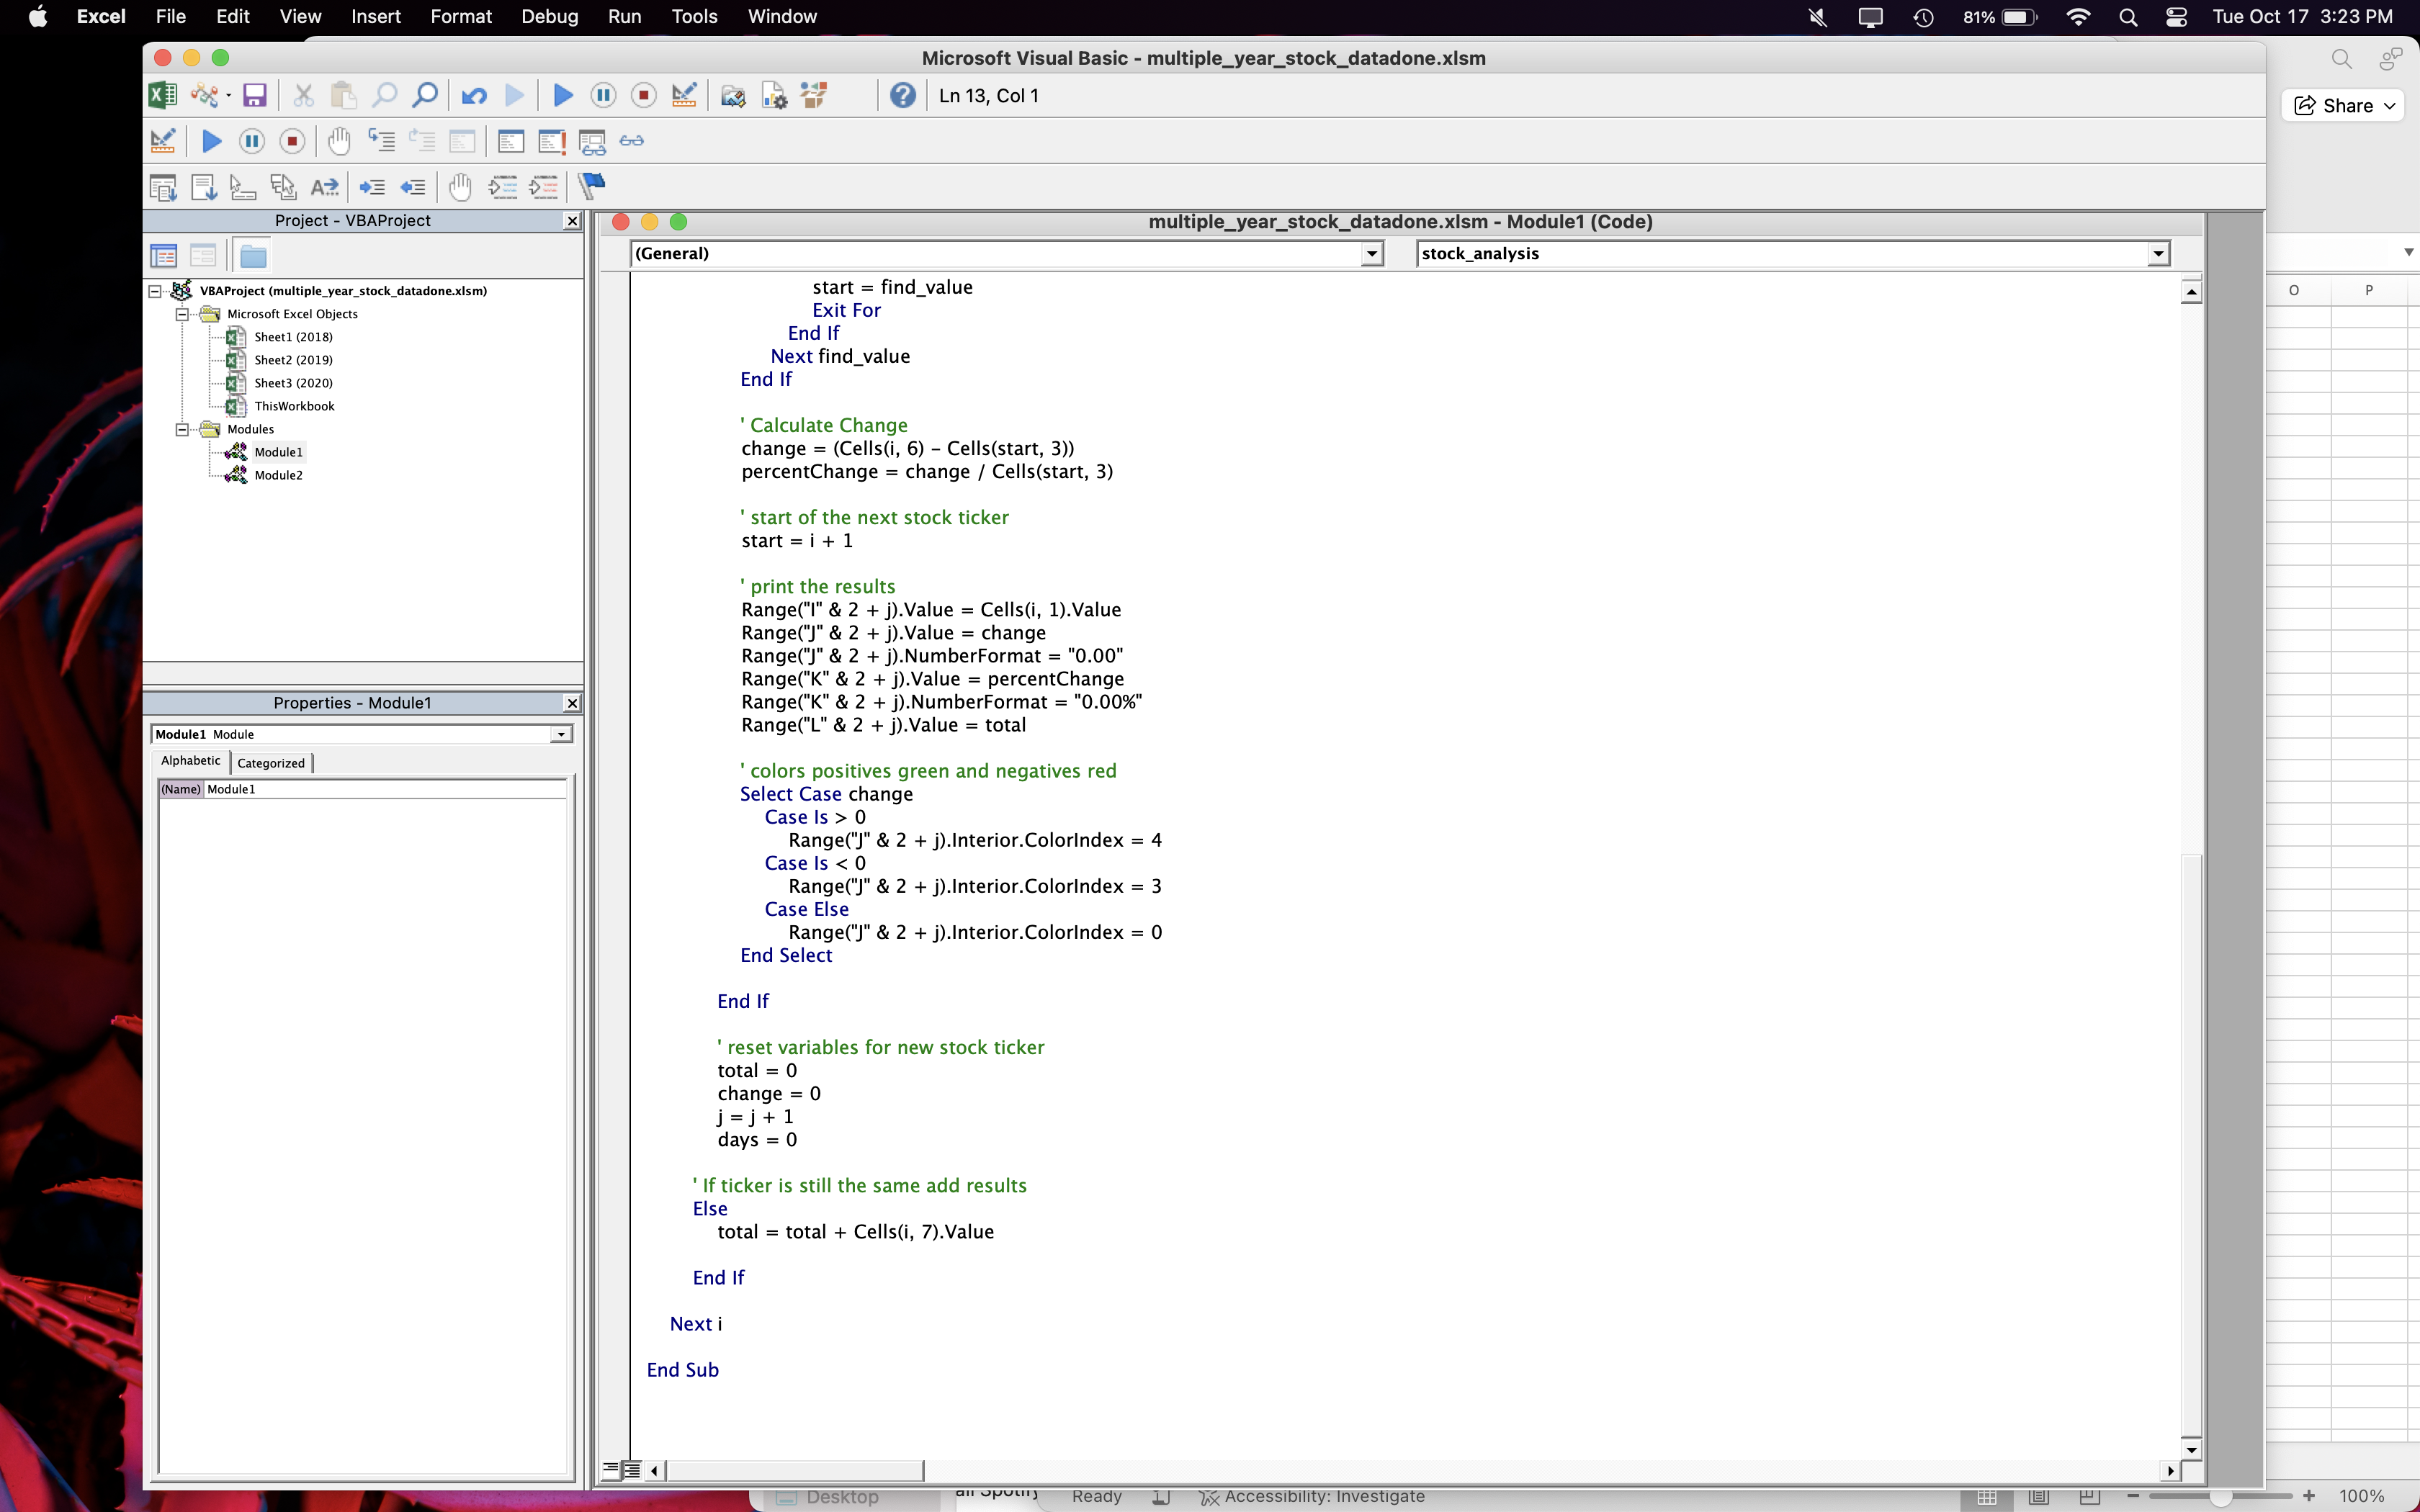 Excel File Edit View Insert Format Debug Run Tools Window 81% Tue Oct 17 3:23 PM
Microsoft Visual Basic - multiple_year_stock_datadone.xlsm
Share
Ln 13, Col 1
Project - VBAProject
VBAProject (multiple_year_stock_datadone.xlsm)
Microsoft Excel Objects
Sheet1 (2018)
Sheet2 (2019)
Sheet3 (2020)
ThisWorkbook
Modules
Module1
Module2
Properties - Module1
Module1 Module
Alphabetic Categorized
(Name) Module1
multiple_year_stock_datadone.xlsm - Module1 (Code)
(General) stock_analysis
start = find_value
Exit For
End If
Next find_value
End If
' Calculate Change
change = (Cells(i, 6) - Cells(start, 3))
percentChange = change / Cells(start, 3)
' start of the next stock ticker
start = i + 1
' print the results
Range("I" & 2 + j).Value = Cells(i, 1).Value
Range("J" & 2 + j).Value = change
Range("J" & 2 + j).NumberFormat = "0.00"
Range("K" & 2 + j).Value = percentChange
Range("K" & 2 + j).NumberFormat = "0.00%"
Range("L" & 2 + j).Value = total
' colors positives green and negatives red
Select Case change
Case Is > 0
Range("J" & 2 + j).Interior.ColorIndex = 4
Case Is < 0
Range("J" & 2 + j).Interior.ColorIndex = 3
Case Else
Range("J" & 2 + j).Interior.ColorIndex = 0
End Select
End If
' reset variables for new stock ticker
total = 0
change = 0
j = j + 1
days = 0
' If ticker is still the same add results
Else
total = total + Cells(i, 7).Value
End If
Next i
End Sub
O P
Desktop
Ready Accessibility: Investigate 100%